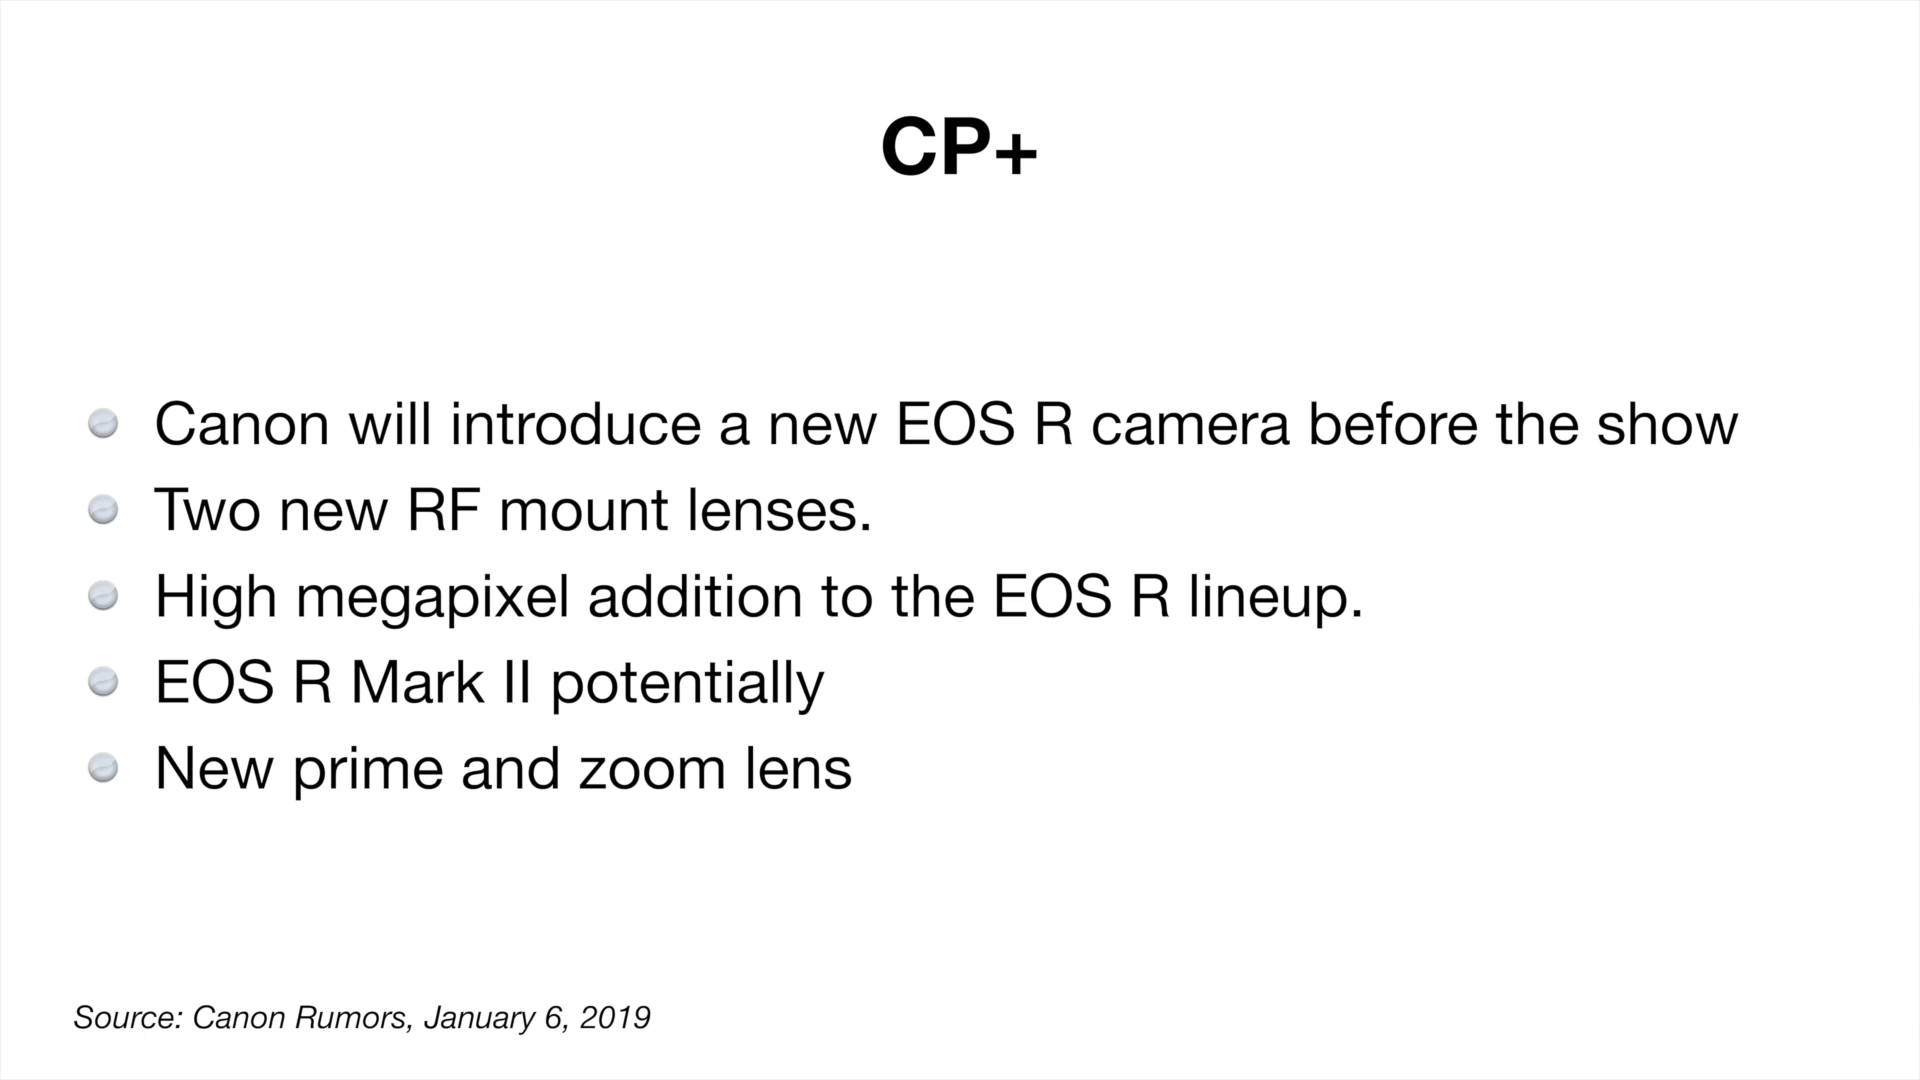 CP+
Canon will introduce a new EOS R camera before the show
Two new RF mount lenses.
High megapixel addition to the EOS R lineup.
EOS R Mark II potentially
New prime and zoom lens
Source: Canon Rumors, January 6, 2019